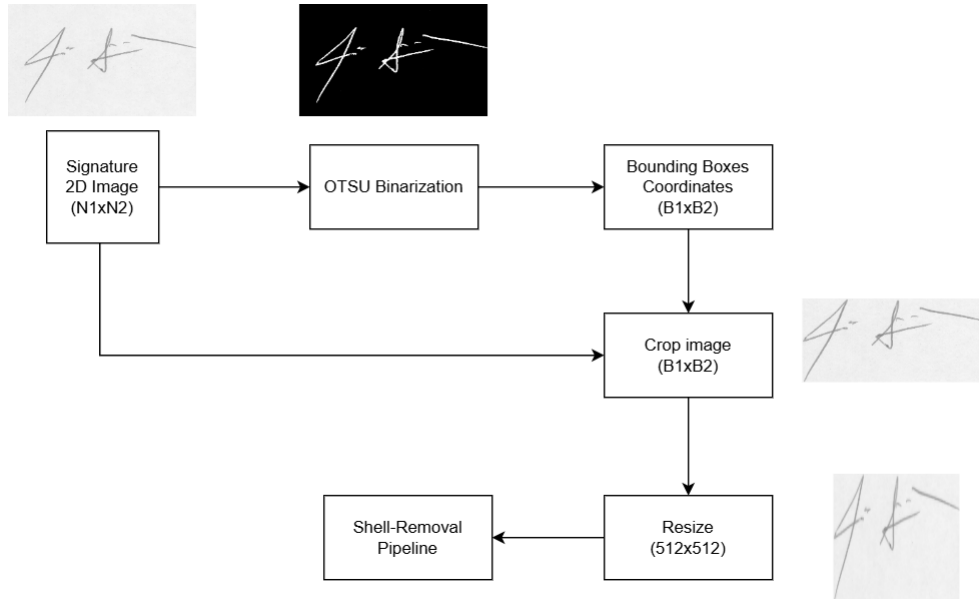 Signature
2D Image
(N1xN2)
OTSU Binarization
Bounding Boxes
Coordinates
(B1xB2)
Crop image
(B1xB2)
Shell-Removal
Pipeline
Resize
(512x512)